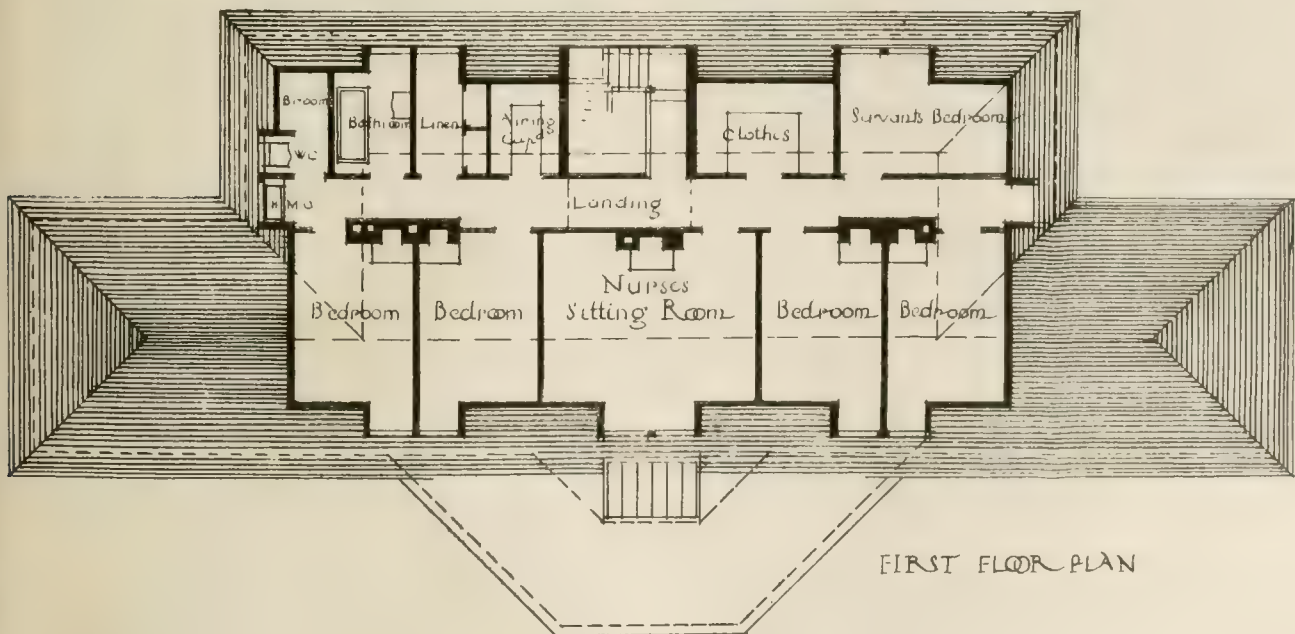 Bathroom
Linen
Airing
Cupd
Clothes
Servants Bedroom
WC
Landing
Bedroom
Bedroom
Nurses
Sitting Room
Bedroom
Bedroom
FIRST FLOOR PLAN